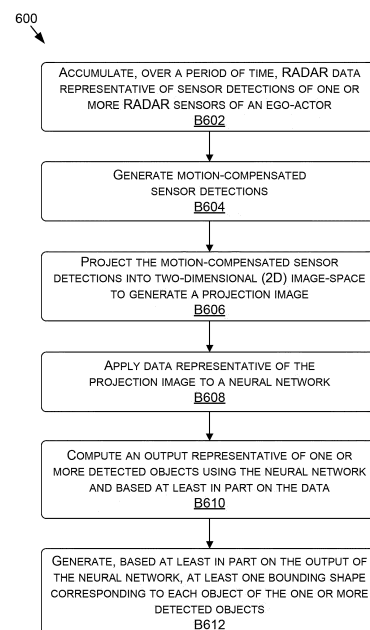 600
ACCUMULATE, OVER A PERIOD OF TIME, RADAR DATA
REPRESENTATIVE OF SENSOR DETECTIONS OF ONE OR
MORE RADAR SENSORS OF AN EGO-ACTOR
B602
GENERATE MOTION-COMPENSATED
SENSOR DETECTIONS
B604
PROJECT THE MOTION-COMPENSATED SENSOR
DETECTIONS INTO TWO-DIMENSIONAL (2D) IMAGE-SPACE
TO GENERATE A PROJECTION IMAGE
B606
APPLY DATA REPRESENTATIVE OF THE
PROJECTION IMAGE TO A NEURAL NETWORK
B608
COMPUTE AN OUTPUT REPRESENTATIVE OF ONE OR
MORE DETECTED OBJECTS USING THE NEURAL NETWORK
AND BASED AT LEAST IN PART ON THE DATA
B610
GENERATE, BASED AT LEAST IN PART ON THE OUTPUT OF
THE NEURAL NETWORK, AT LEAST ONE BOUNDING SHAPE
CORRESPONDING TO EACH OBJECT OF THE ONE OR MORE
DETECTED OBJECTS
B612